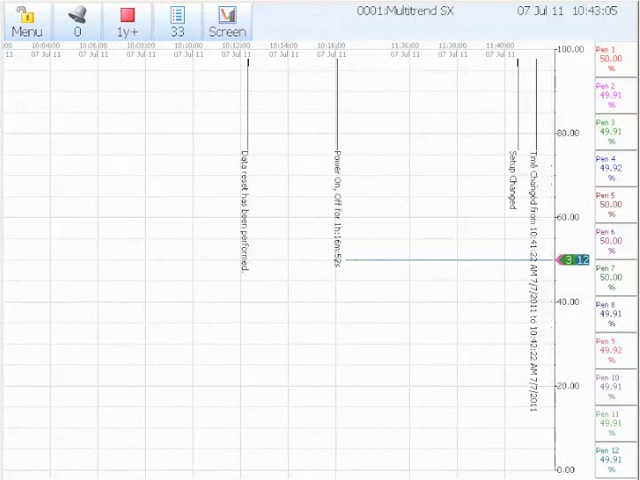 0001:Multitrend SX
07 Jul 11 10:43:05
Menu
0
1y+
33
Screen
:00 10:04:00 10:06:00 10:08:00 10:10:00 10:12:00 10:14:00 10:16:00 11:36:00 11:38:00 11:40:00
11 07 Jul 11 07 Jul 11 07 Jul 11 07 Jul 11 07 Jul 11 07 Jul 11 07 Jul 11 07 Jul 11 07 Jul 11 07 Jul 11
100.00
80.00
60.00
40.00
20.00
0.00
Data reset has been performed.
Power On, Off for 1h:16m:52s
Setup Changed
Time Changed from 10:41:22 AM 7/7/2011 to 10:42:22 AM 7/7/2011
3 12
Pen 1
50.00
%
Pen 2
49.91
%
Pen 3
49.91
%
Pen 4
49.92
%
Pen 5
50.00
%
Pen 6
50.00
%
Pen 7
50.00
%
Pen 8
49.91
%
Pen 9
49.92
%
Pen 10
49.91
%
Pen 11
49.91
%
Pen 12
49.91
%